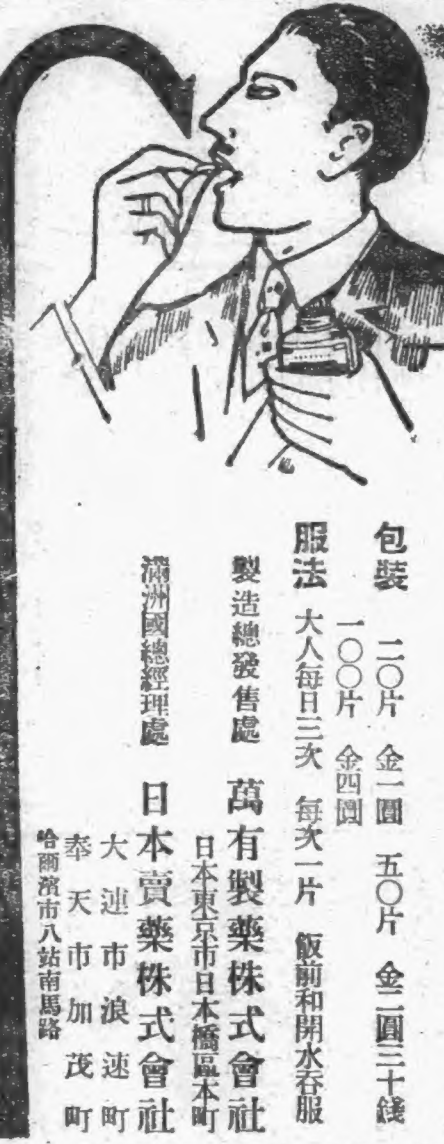 包裝　二〇片　金一圓　五〇片　金二圓三十錢
一〇〇片　金四圓
服法　大人每日三次　每次一片　飯前和開水吞服
製造總發售處　萬有製藥株式會社
日本東京市日本橋區本町
滿洲國總經理處　日本賣藥株式會社
大連市浪速町
奉天市加茂町
哈爾濱市八站南馬路